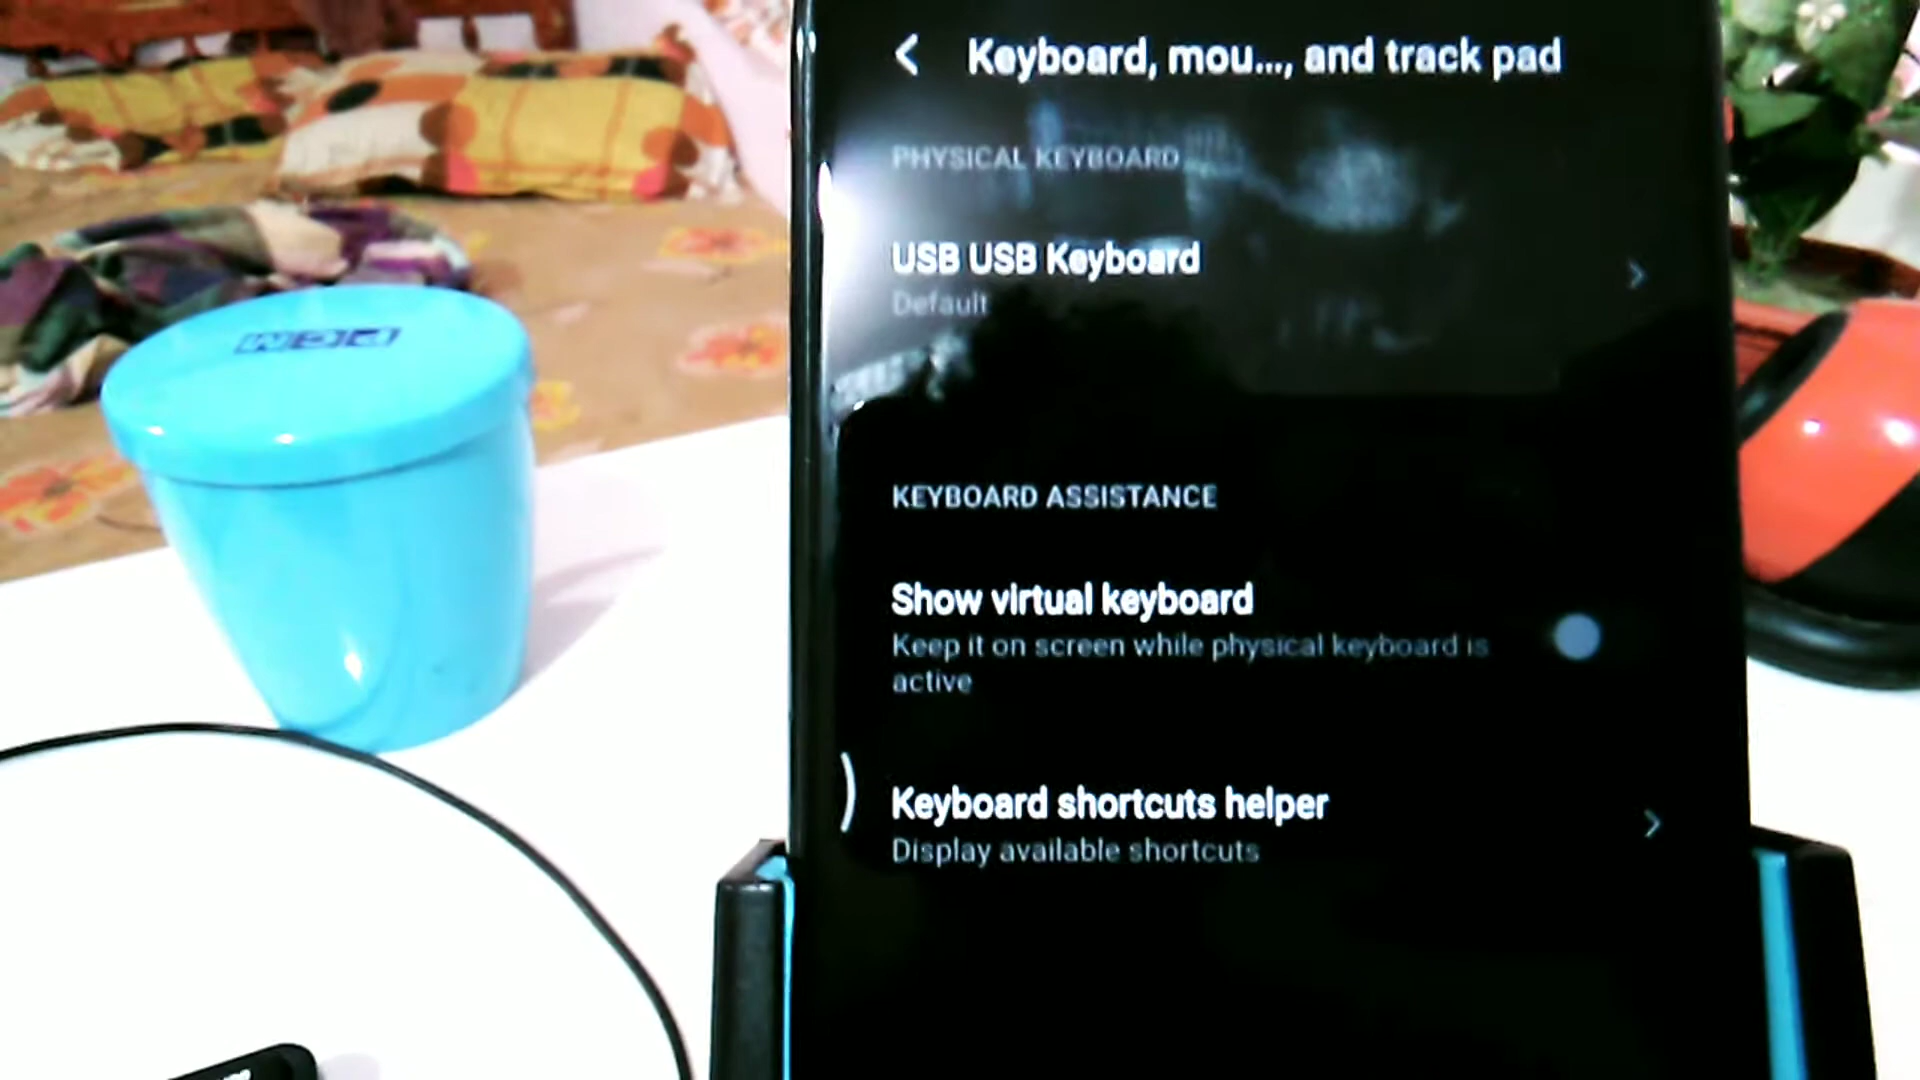 Keyboard, mou..., and track pad
PHYSICAL KEYBOARD
USB USB Keyboard
Default
KEYBOARD ASSISTANCE
Show virtual keyboard
Keep it on screen while physical keyboard is
active
Keyboard shortcuts helper
Display available shortcuts
PCM